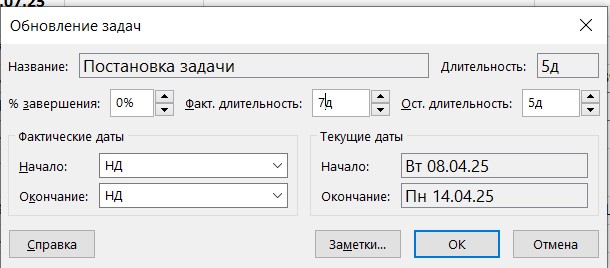 .07.25
Обновление задач
Название: Постановка задачи Длительность: 5д
% завершения: 0% Факт. длительность: 7д Ост. длительность: 5д
Фактические даты Текущие даты
Начало: НД Начало: Вт 08.04.25
Окончание: НД Окончание: Пн 14.04.25
Справка Заметки... ОК Отмена